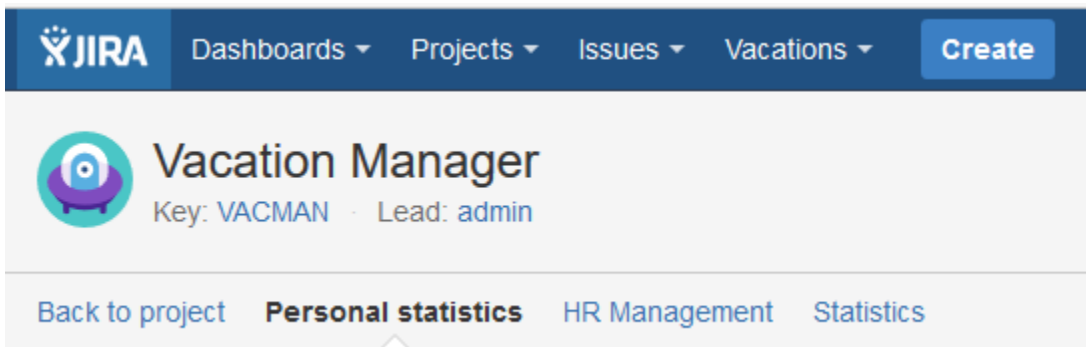 JIRA Dashboards Projects Issues Vacations Create
Vacation Manager
Key: VACMAN · Lead: admin
Back to project Personal statistics HR Management Statistics